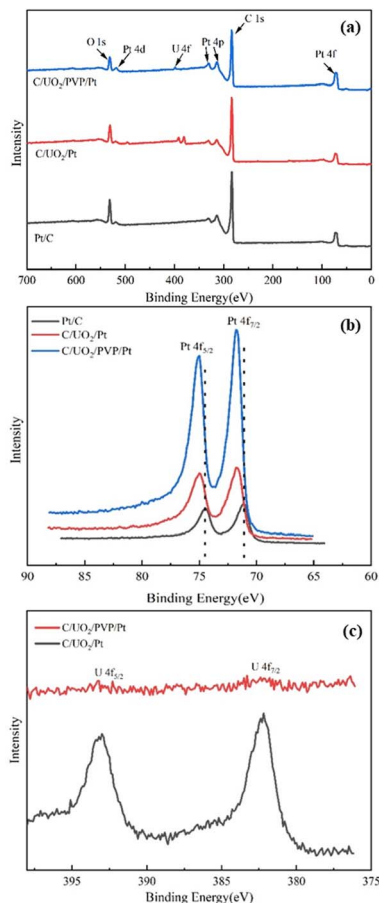 (a)
C 1s
O 1s
Pt 4d
U 4f
Pt 4p
Pt 4f
C/UO₂/PVP/Pt
C/UO₂/Pt
Pt/C
Intensity
700 600 500 400 300 200 100 0
Binding Energy(eV)
(b)
Pt/C
C/UO₂/Pt
C/UO₂/PVP/Pt
Pt 4f₇/₂
Pt 4f₅/₂
Intensity
90 85 80 75 70 65 60
Binding Energy(eV)
(c)
C/UO₂/PVP/Pt
C/UO₂/Pt
U 4f₅/₂
U 4f₇/₂
Intensity
395 390 385 380 375
Binding Energy(eV)